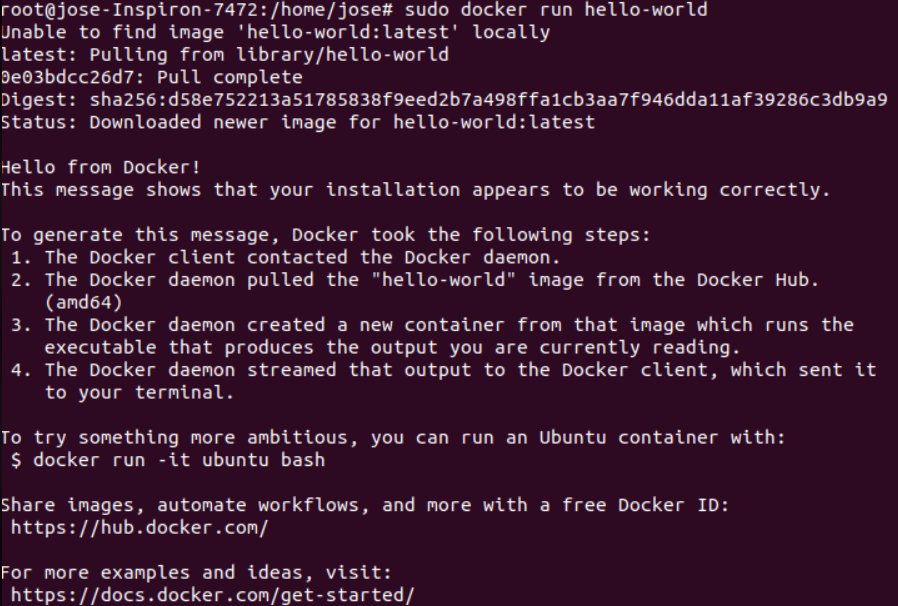 root@jose-Inspiron-7472:/home/jose# sudo docker run hello-world
Unable to find image 'hello-world:latest' locally
latest: Pulling from library/hello-world
0e03bdcc26d7: Pull complete
Digest: sha256:d58e752213a51785838f9eed2b7a498ffa1cb3aa7f946dda11af39286c3db9a9
Status: Downloaded newer image for hello-world:latest

Hello from Docker!
This message shows that your installation appears to be working correctly.

To generate this message, Docker took the following steps:
 1. The Docker client contacted the Docker daemon.
 2. The Docker daemon pulled the "hello-world" image from the Docker Hub.
    (amd64)
 3. The Docker daemon created a new container from that image which runs the
    executable that produces the output you are currently reading.
 4. The Docker daemon streamed that output to the Docker client, which sent it
    to your terminal.

To try something more ambitious, you can run an Ubuntu container with:
 $ docker run -it ubuntu bash

Share images, automate workflows, and more with a free Docker ID:
 https://hub.docker.com/

For more examples and ideas, visit:
 https://docs.docker.com/get-started/